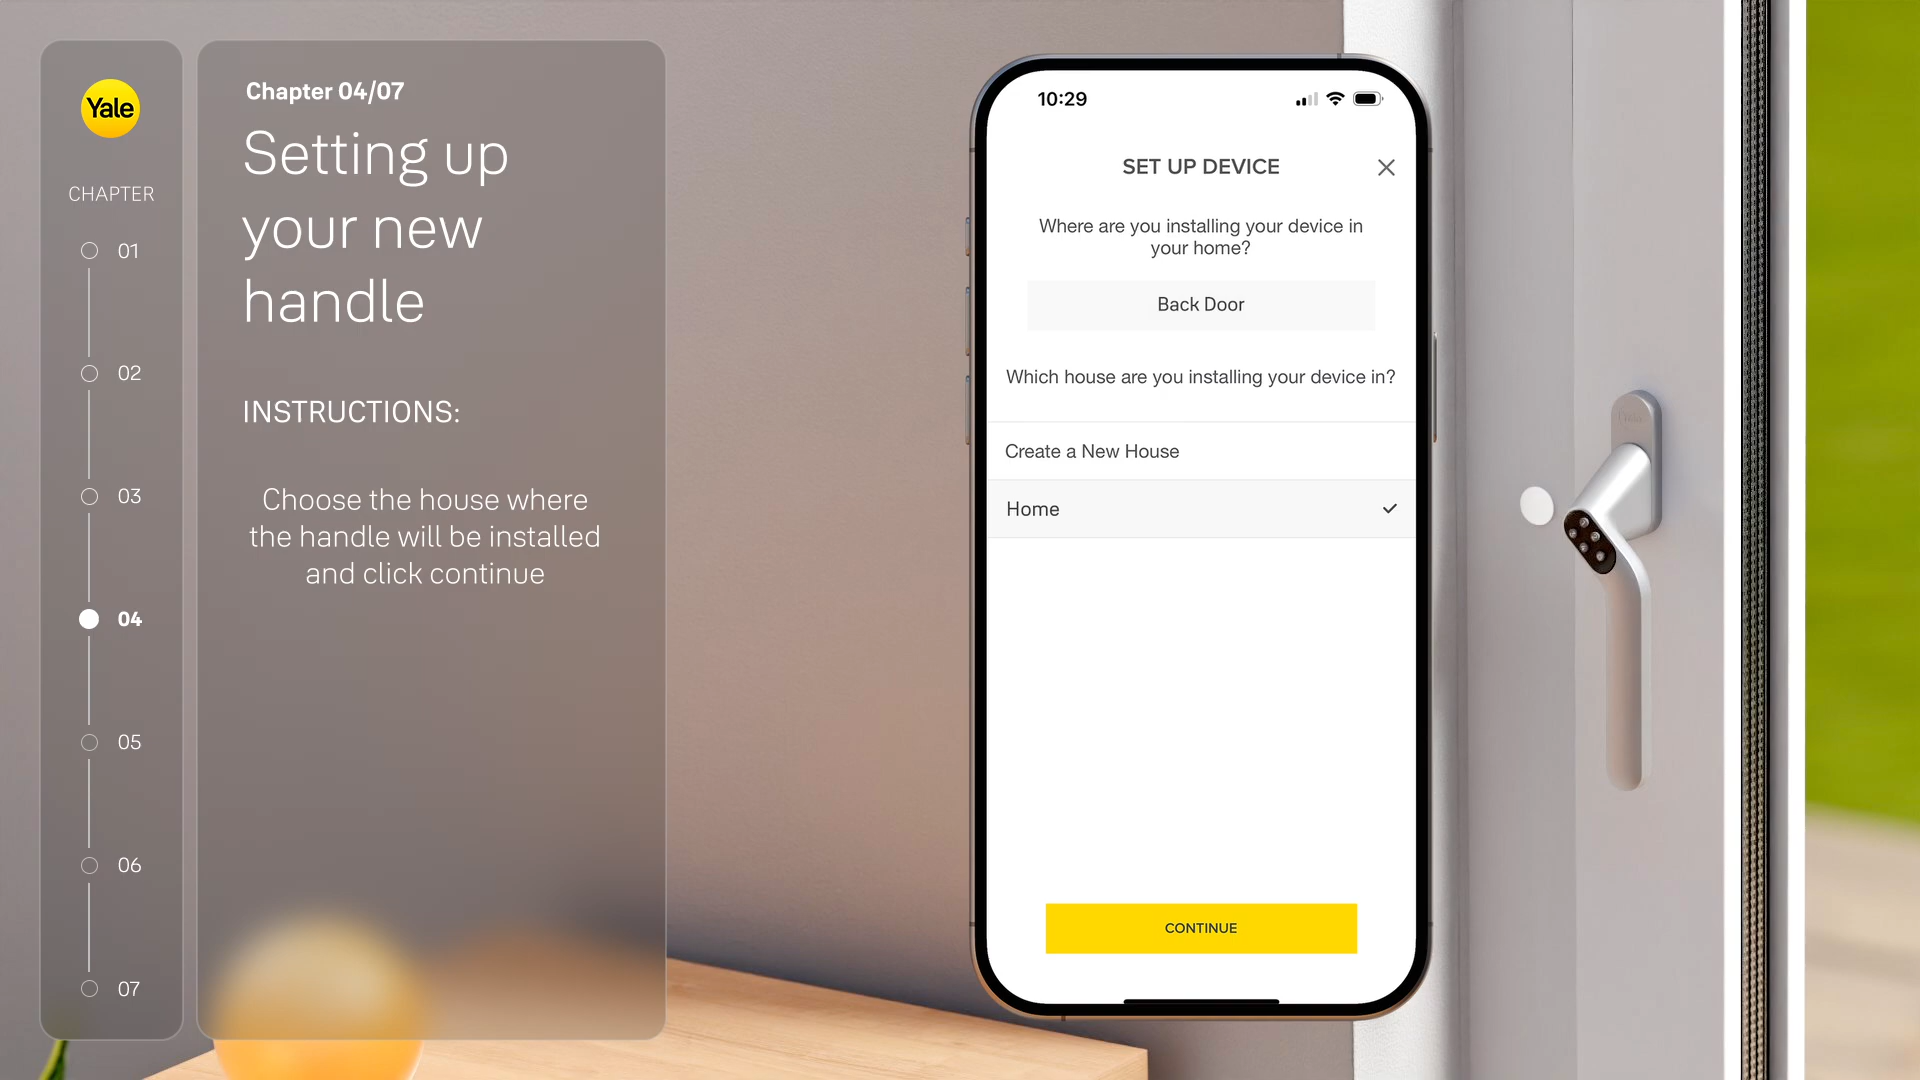 Yale
CHAPTER
01
02
03
04
05
06
07
Chapter 04/07
Setting up
your new
handle
INSTRUCTIONS:
Choose the house where
the handle will be installed
and click continue
10:29
SET UP DEVICE
Where are you installing your device in
your home?
Back Door
Which house are you installing your device in?
Create a New House
Home
CONTINUE